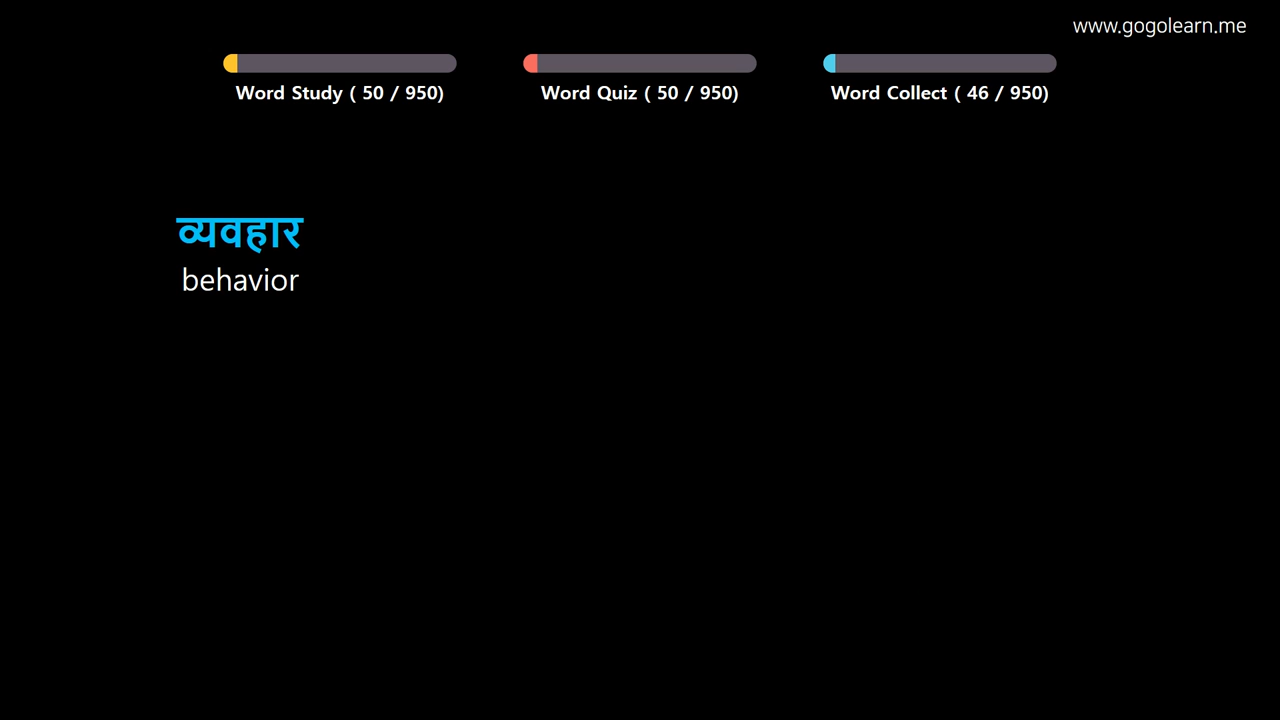 www.gogolearn.me
Word Study ( 50 / 950)
Word Quiz ( 50 / 950)
Word Collect ( 46 / 950)
व्यवहार
behavior